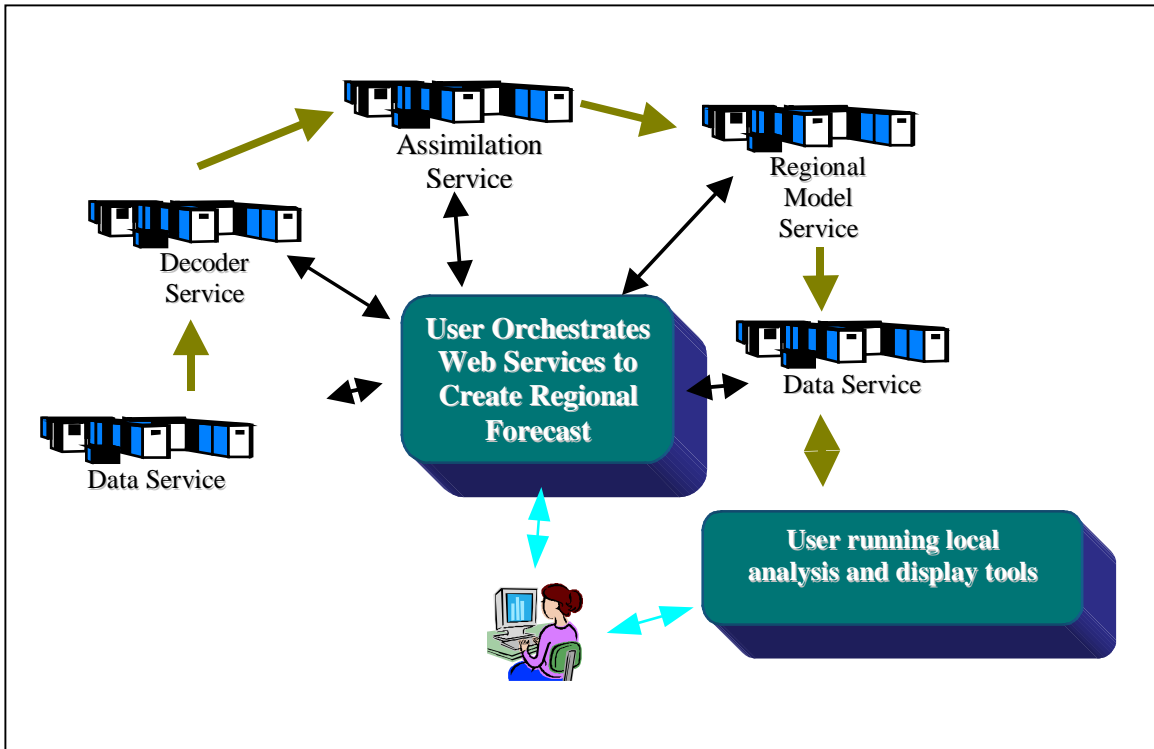 Assimilation
Service
Regional
Model
Service
Decoder
Service
User Orchestrates
Web Services to
Create Regional
Forecast
Data Service
Data Service
User running local
analysis and display tools